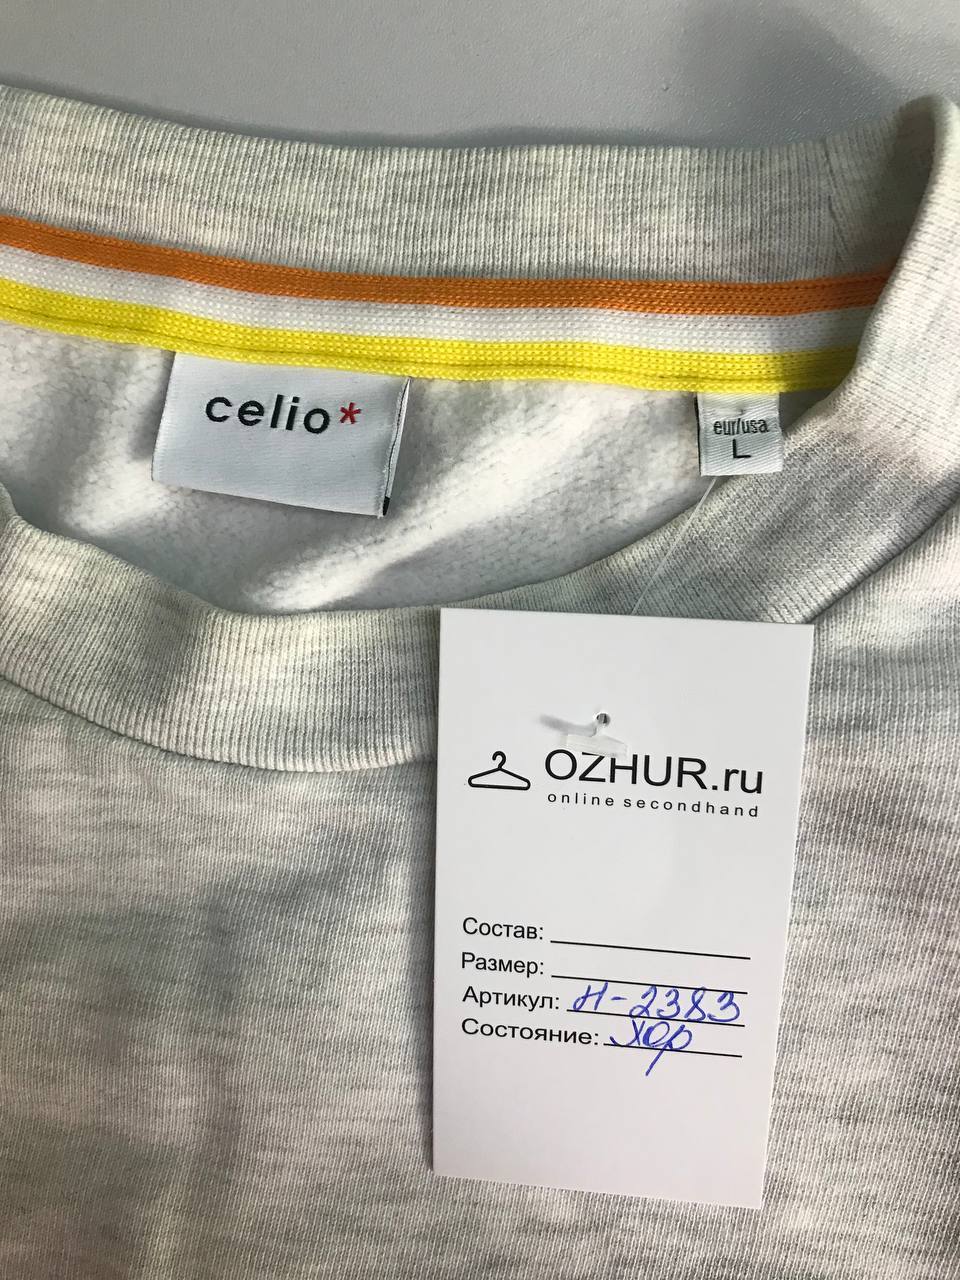 celio*
eur/usa
L
OZHUR.ru
online secondhand
Состав:
Размер:
Артикул: Н-2383
Состояние: Хор